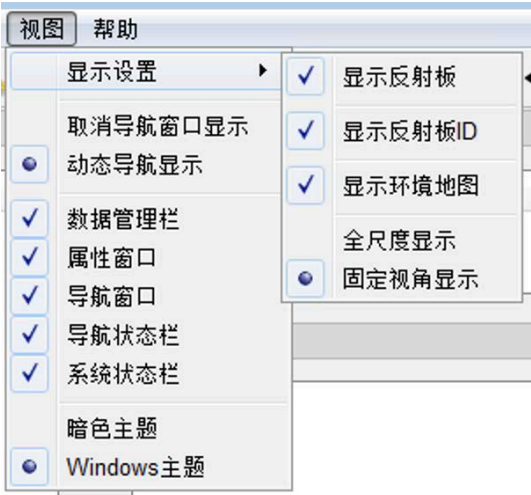 视图 帮助
显示设置
取消导航窗口显示
动态导航显示
数据管理栏
属性窗口
导航窗口
导航状态栏
系统状态栏
暗色主题
Windows主题
显示反射板
显示反射板ID
显示环境地图
全尺度显示
固定视角显示